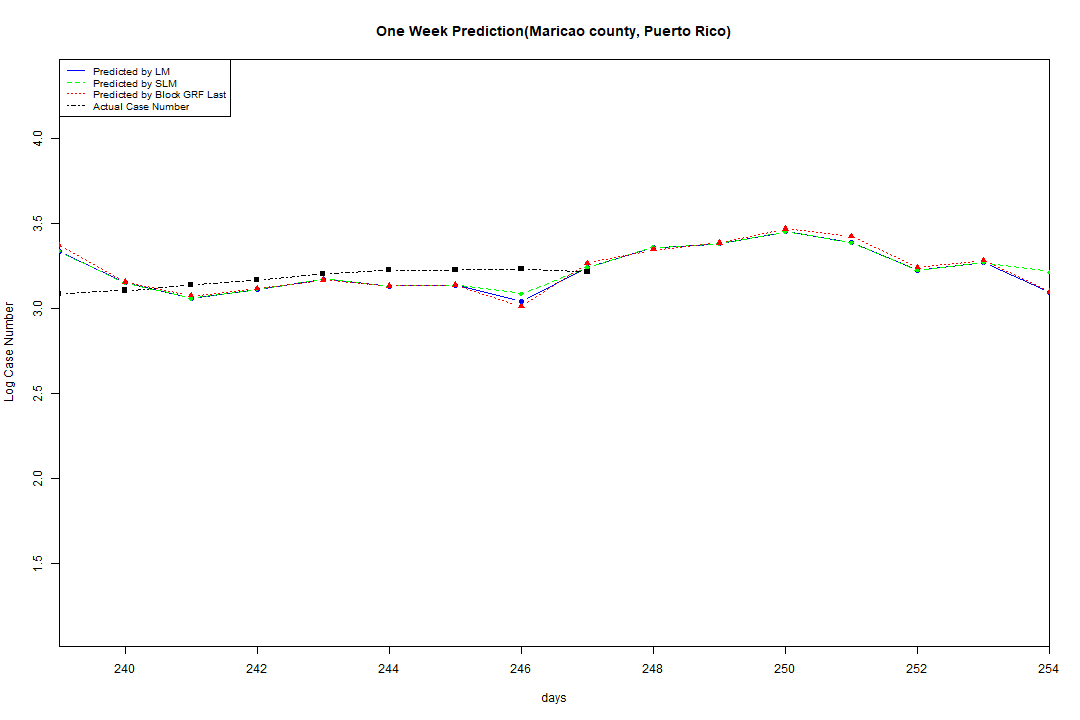 One Week Prediction(Maricao county, Puerto Rico)
Predicted by LM
Predicted by SLM
Predicted by Block GRF Last
Actual Case Number
4.0
3.5
3.0
2.5
2.0
1.5
Log Case Number
240 242 244 246 248 250 252 254
days